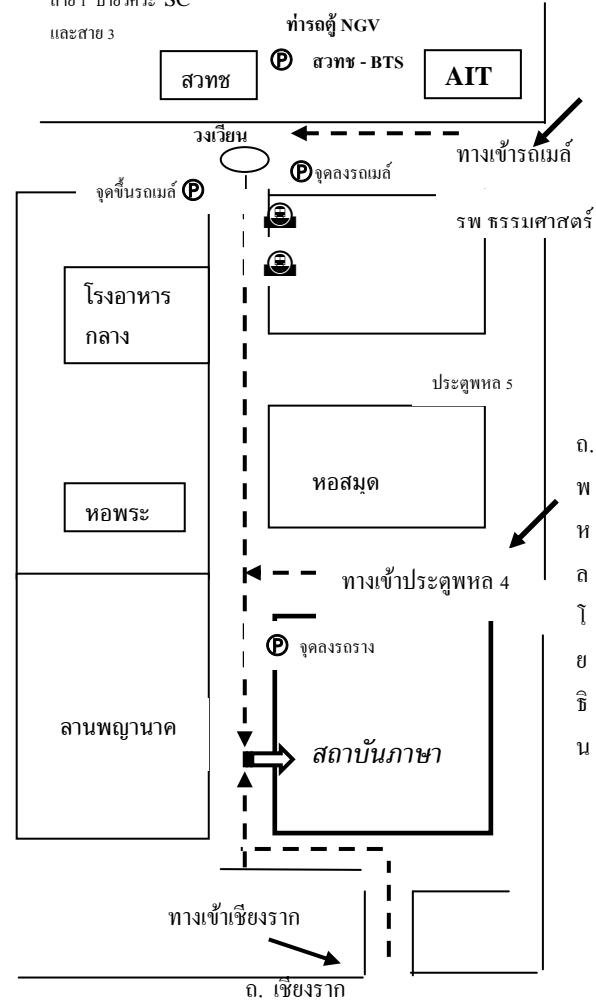 และสาย 3
ท่ารถตู้ NGV
Ⓟ สวทช - BTS
สวทช
AIT
วงเวียน
ทางเข้ารถเมล์
Ⓟ จุดลงรถเมล์
จุดขึ้นรถเมล์ Ⓟ
รพ ธรรมศาสตร์
โรงอาหาร
กลาง
ประตูพหล 5
หอสมุด
หอพระ
ถ.
พ
ห
ล
โ
ย
ธิ
น
ทางเข้าประตูพหล 4
Ⓟ จุดลงรถราง
ลานพญานาค
สถาบันภาษา
ทางเข้าเชียงราก
ถ. เชียงราก